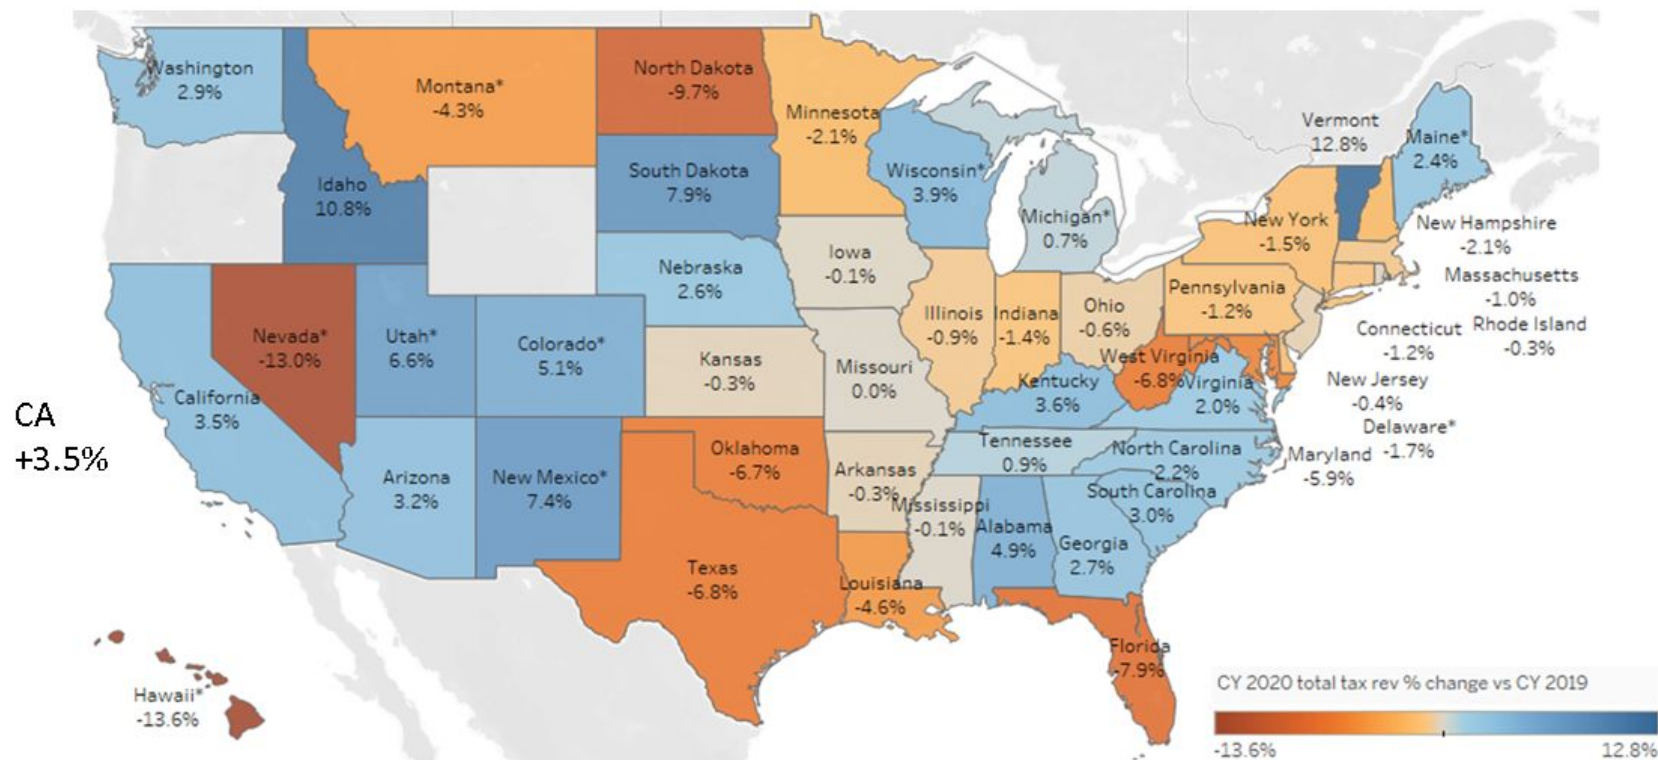 Washington
2.9%
Montana*
-4.3%
North Dakota
-9.7%
Minnesota
-2.1%
Vermont
12.8%
Maine*
2.4%
Idaho
10.8%
South Dakota
7.9%
Wisconsin*
3.9%
Michigan*
0.7%
New York
-1.5%
New Hampshire
-2.1%
Massachusetts
-1.0%
Iowa
-0.1%
Nebraska
2.6%
Pennsylvania
-1.2%
Connecticut
-1.2%
Rhode Island
-0.3%
Nevada*
-13.0%
Utah*
6.6%
Colorado*
5.1%
Kansas
-0.3%
Missouri
0.0%
Illinois
-0.9%
Indiana
-1.4%
Ohio
-0.6%
West Virginia
-6.8%
Virginia
2.0%
New Jersey
-0.4%
Delaware*
-1.7%
Maryland
-5.9%
California
3.5%
CA
+3.5%
Kentucky
3.6%
Arizona
3.2%
New Mexico*
7.4%
Oklahoma
-6.7%
Arkansas
-0.3%
Tennessee
0.9%
North Carolina
2.2%
South Carolina
3.0%
Mississippi
-0.1%
Alabama
4.9%
Georgia
2.7%
Texas
-6.8%
Louisiana
-4.6%
Florida
-7.9%
Hawaii*
-13.6%
CY 2020 total tax rev % change vs CY 2019
-13.6%
12.8%